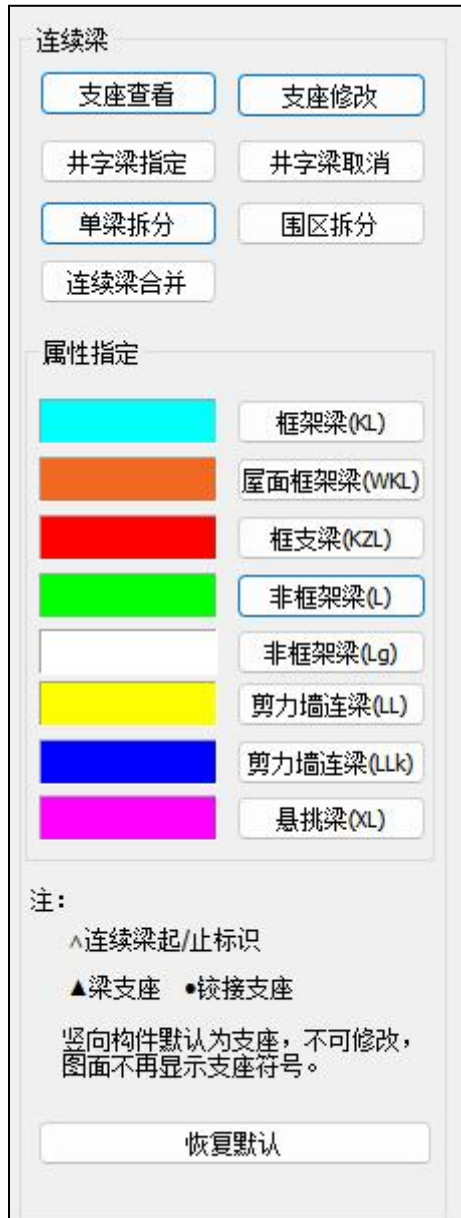 连续梁
支座查看 支座修改
井字梁指定 井字梁取消
单梁拆分 围区拆分
连续梁合并
属性指定
框架梁(KL)
屋面框架梁(WKL)
框支梁(KZL)
非框架梁(L)
非框架梁(Lg)
剪力墙连梁(LL)
剪力墙连梁(LLk)
悬挑梁(XL)
注:
^连续梁起/止标识
▲梁支座 ●铰接支座
竖向构件默认为支座，不可修改，
图面不再显示支座符号。
恢复默认